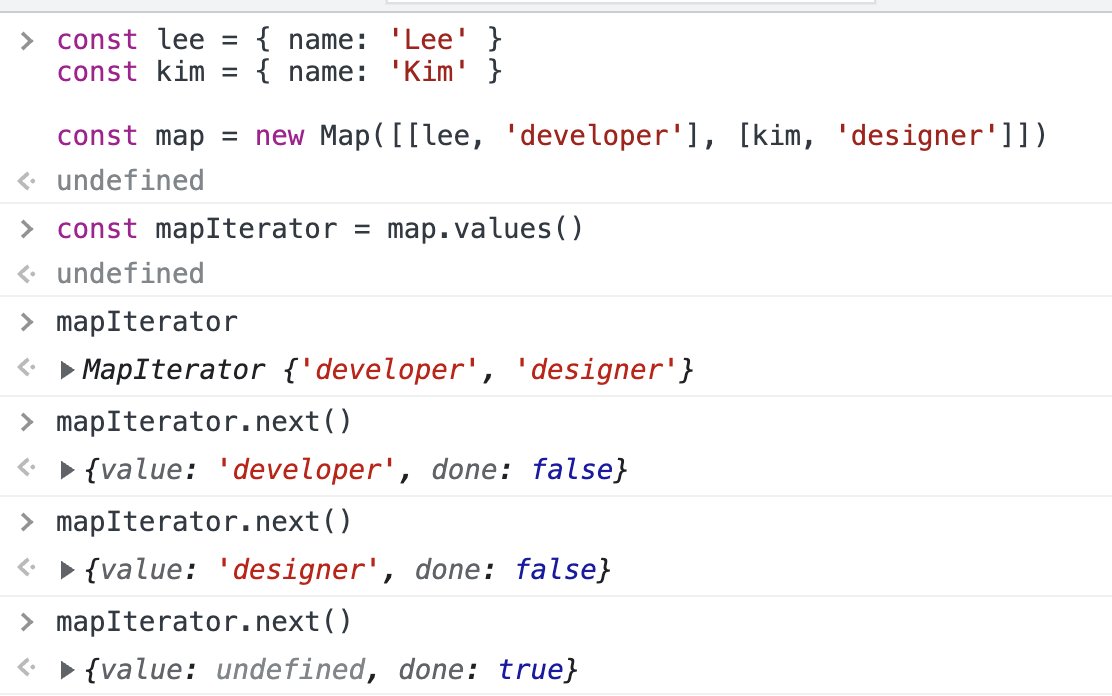 const lee = { name: 'Lee' }
const kim = { name: 'Kim' }
const map = new Map([[lee, 'developer'], [kim, 'designer']])
undefined
const mapIterator = map.values()
undefined
mapIterator
MapIterator {'developer', 'designer'}
mapIterator.next()
{value: 'developer', done: false}
mapIterator.next()
{value: 'designer', done: false}
mapIterator.next()
{value: undefined, done: true}